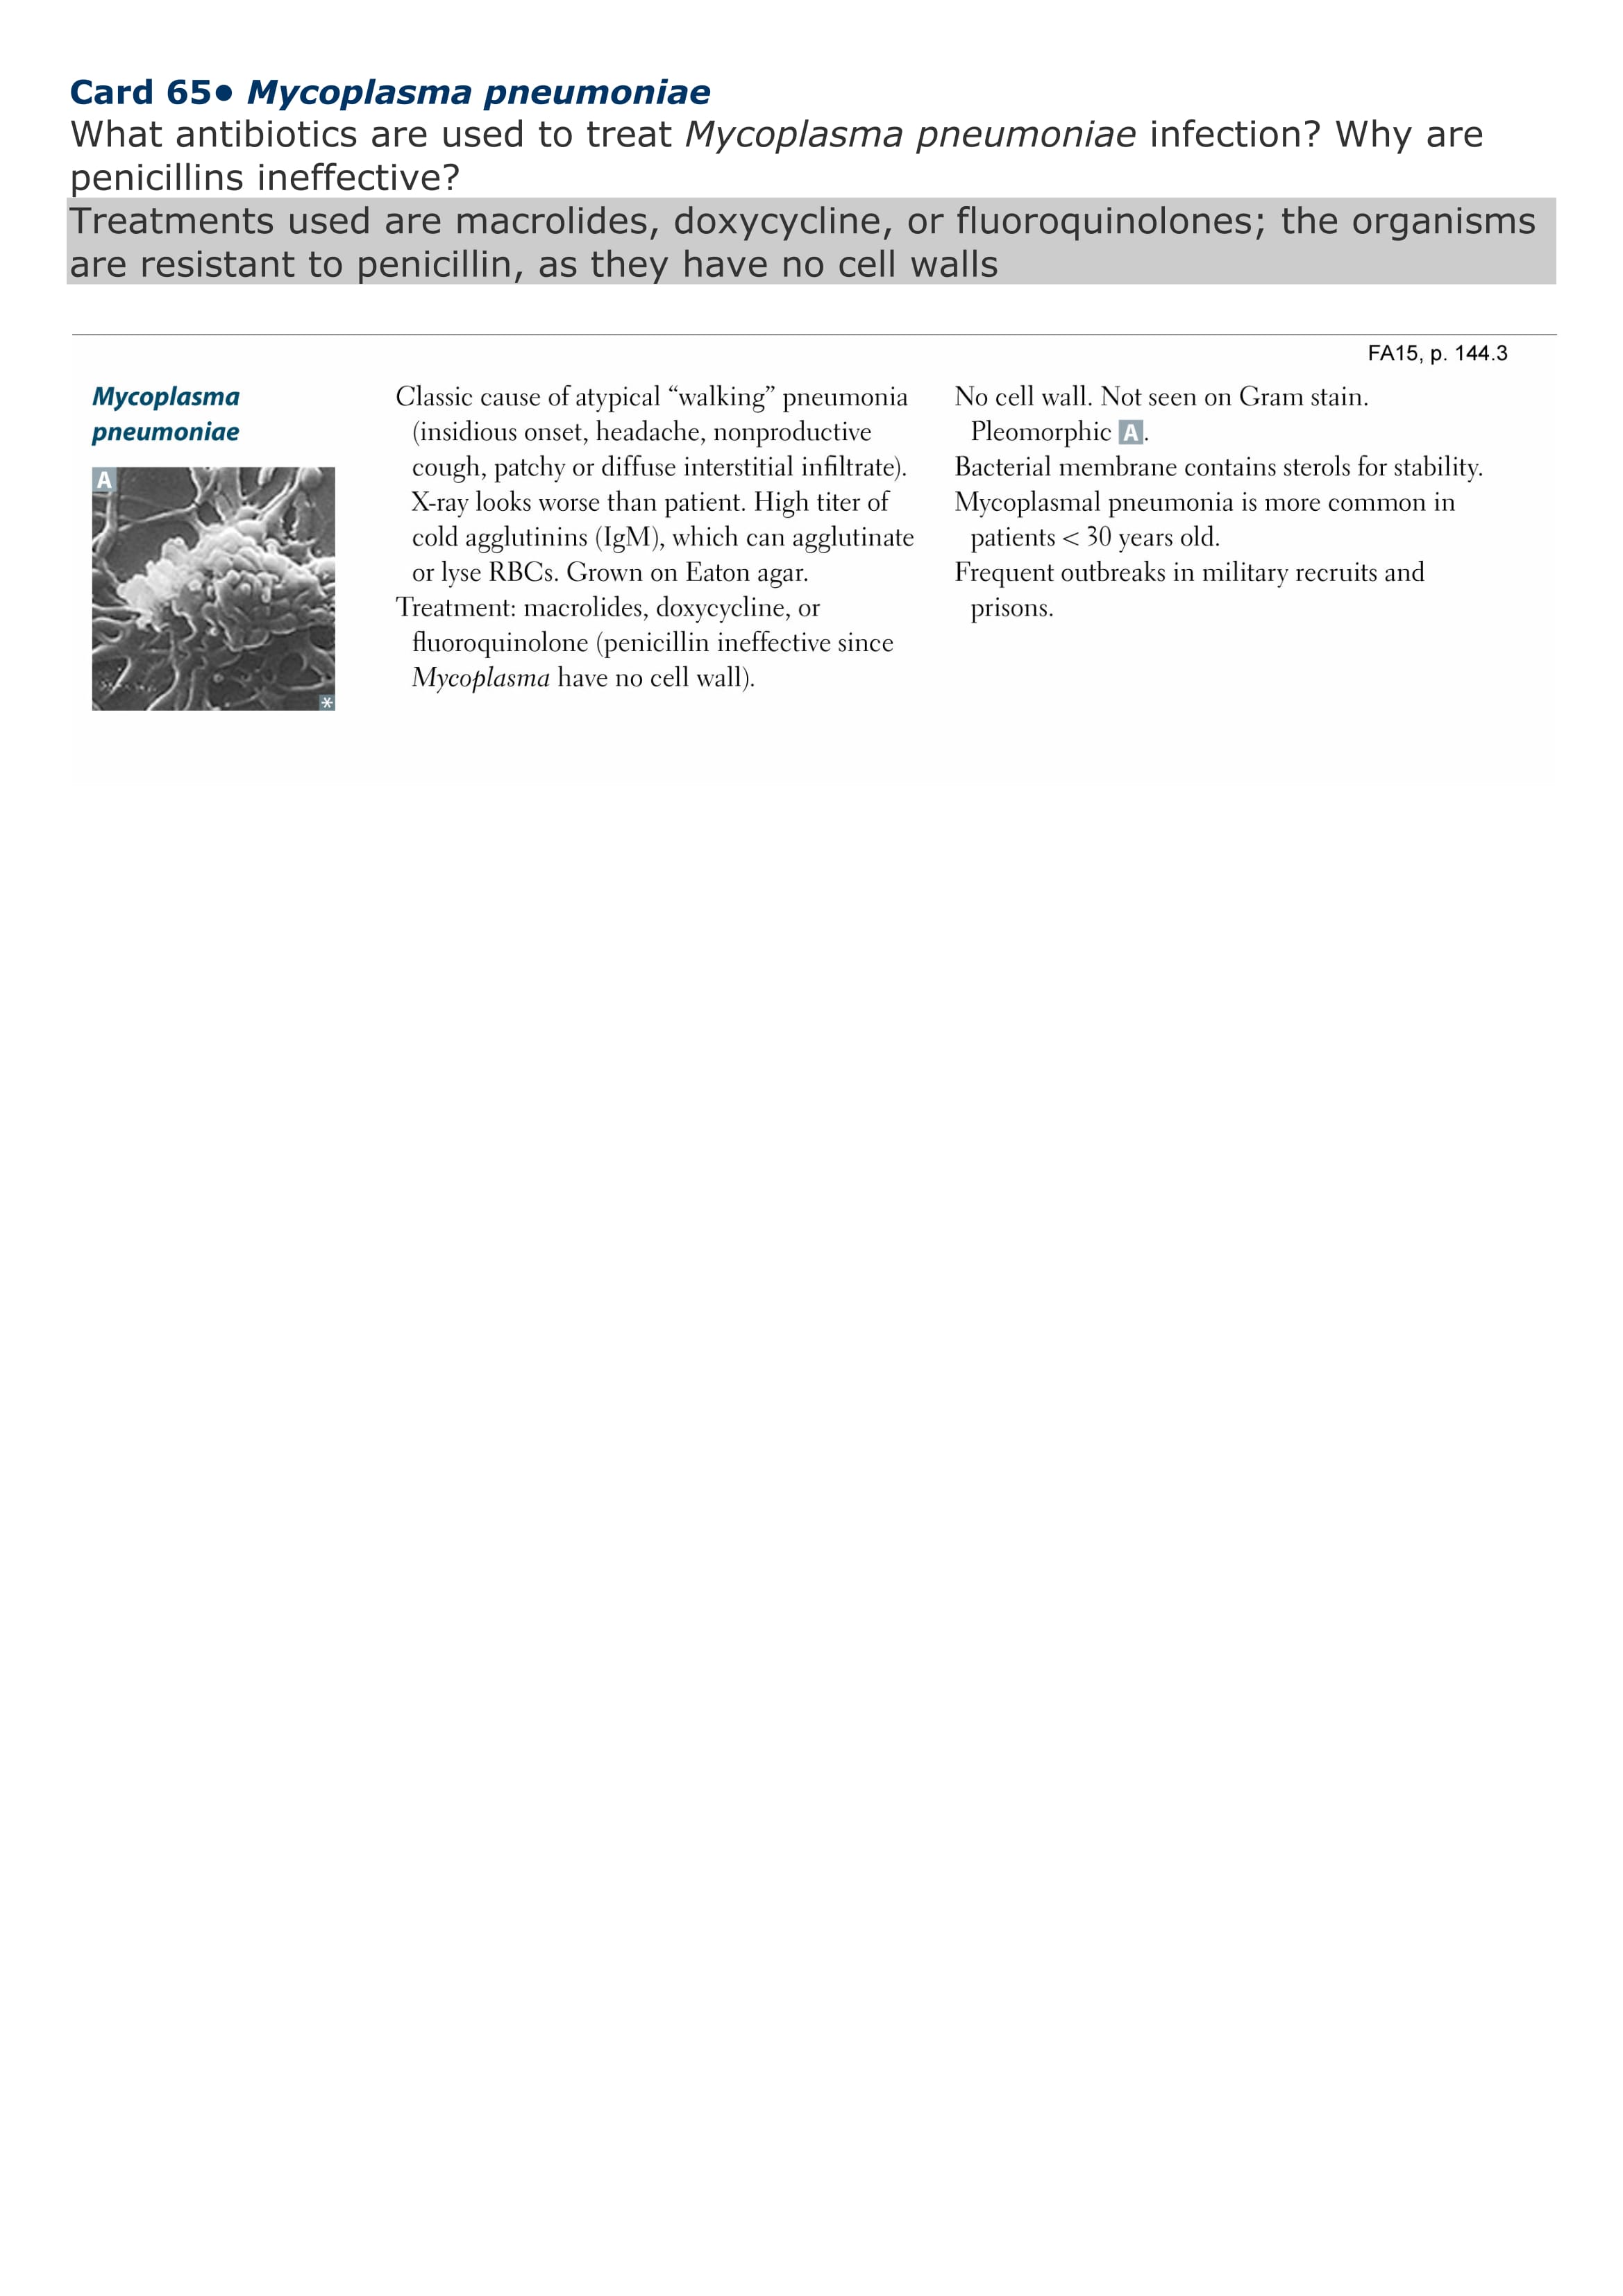 Card 65● Mycoplasma pneumoniae
What antibiotics are used to treat Mycoplasma pneumoniae infection? Why are
penicillins ineffective?
Treatments used are macrolides, doxycycline, or fluoroquinolones; the organisms
are resistant to penicillin, as they have no cell walls
FA15, p. 144.3
Mycoplasma
pneumoniae
A
*
Classic cause of atypical “walking” pneumonia
(insidious onset, headache, nonproductive
cough, patchy or diffuse interstitial infiltrate).
X-ray looks worse than patient. High titer of
cold agglutinins (IgM), which can agglutinate
or lyse RBCs. Grown on Eaton agar.
Treatment: macrolides, doxycycline, or
fluoroquinolone (penicillin ineffective since
Mycoplasma have no cell wall).
No cell wall. Not seen on Gram stain.
Pleomorphic A.
Bacterial membrane contains sterols for stability.
Mycoplasmal pneumonia is more common in
patients < 30 years old.
Frequent outbreaks in military recruits and
prisons.